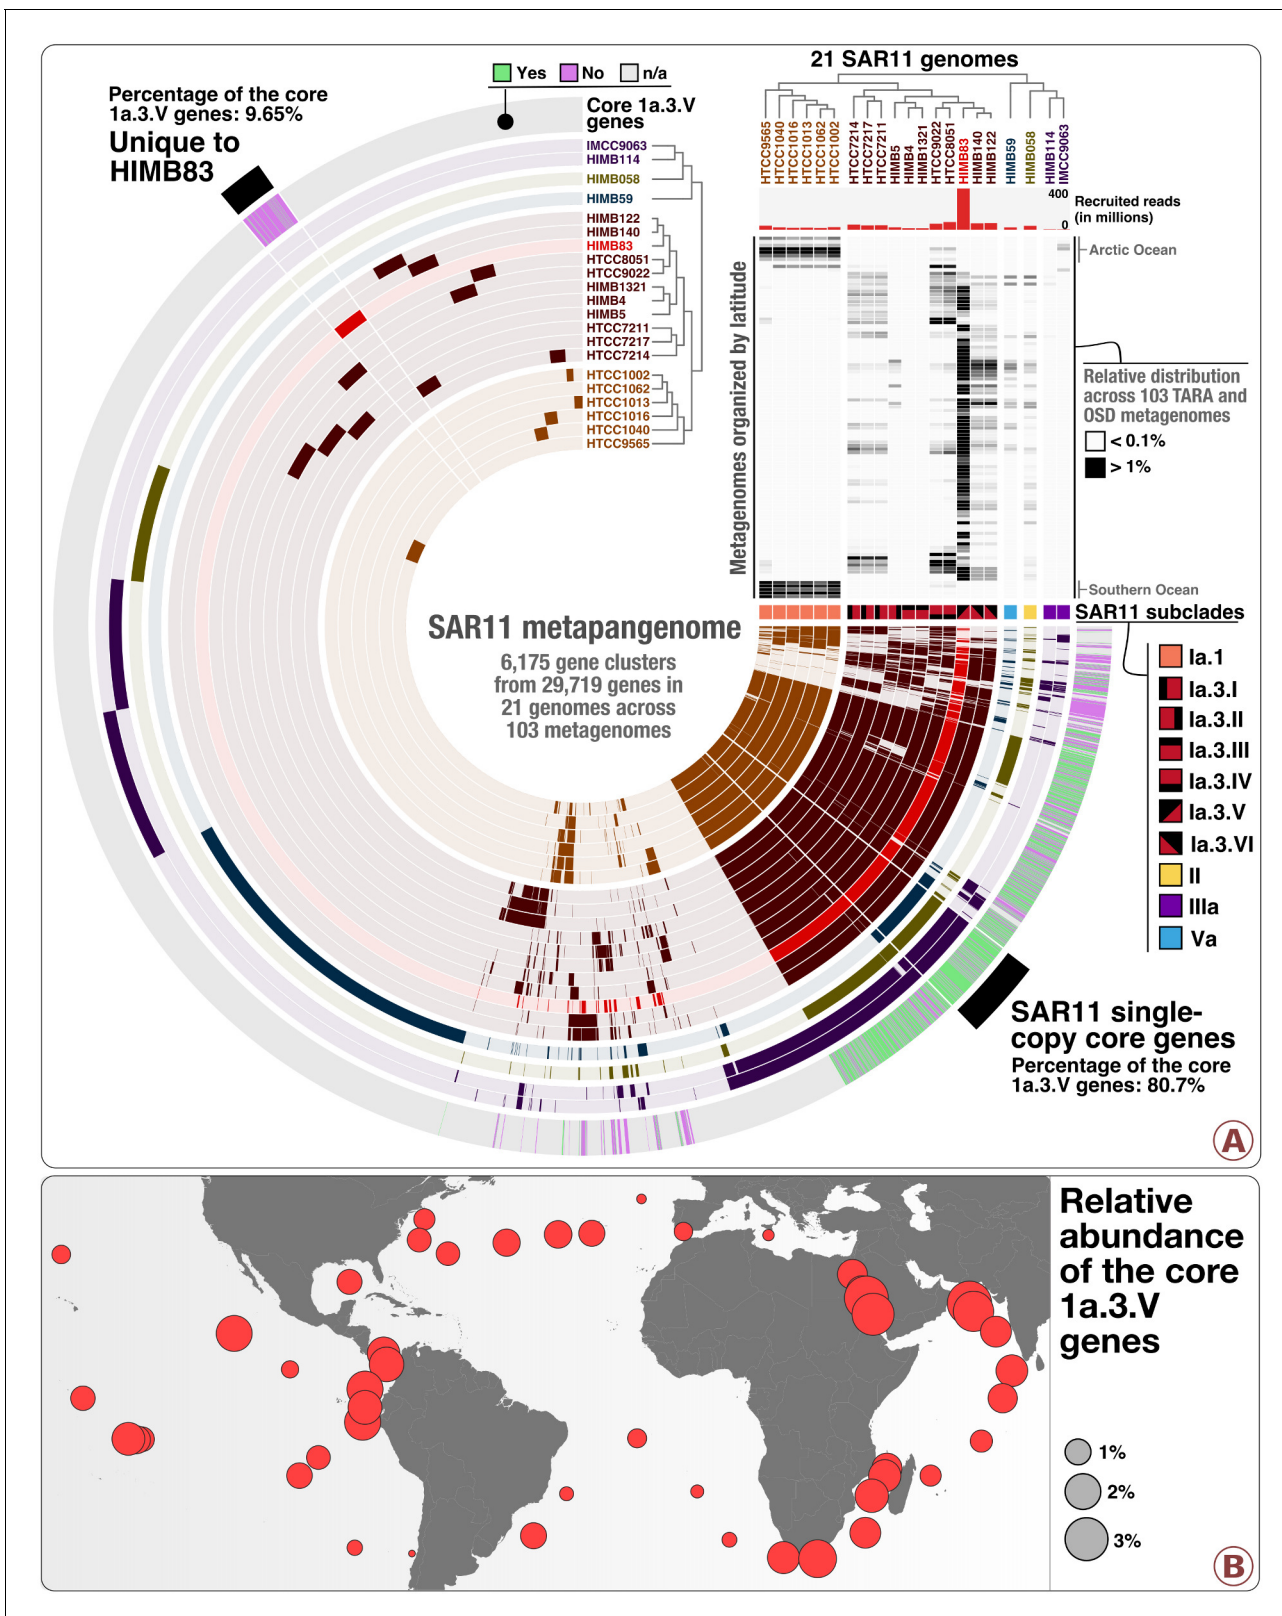 Yes No n/a
Percentage of the core
1a.3.V genes: 9.65%
Unique to
HIMB83
Core 1a.3.V
genes
IMCC9063
HIMB114
HIMB058
HIMB59
HIMB122
HIMB140
HIMB83
HTCC8051
HTCC9022
HIMB1321
HIMB4
HIMB5
HTCC7211
HTCC7217
HTCC7214
HTCC1002
HTCC1062
HTCC1013
HTCC1016
HTCC1040
HTCC9565
21 SAR11 genomes
HTCC9565
HTCC1040
HTCC1016
HTCC1013
HTCC1062
HTCC1002
HTCC7214
HTCC7217
HTCC7211
HIMB5
HIMB4
HIMB1321
HTCC9022
HTCC8051
HIMB83
HIMB140
HIMB122
HIMB59
HIMB058
HIMB114
IMCC9063
400
0
Recruited reads
(in millions)
Metagenomes organized by latitude
Arctic Ocean
Relative distribution
across 103 TARA and
OSD metagenomes
< 0.1%
> 1%
Southern Ocean
SAR11 subclades
Ia.1
Ia.3.I
Ia.3.II
Ia.3.III
Ia.3.IV
Ia.3.V
Ia.3.VI
II
IIIa
Va
SAR11 metapangenome
6,175 gene clusters
from 29,719 genes in
21 genomes across
103 metagenomes
SAR11 single-
copy core genes
Percentage of the core
1a.3.V genes: 80.7%
A
Relative
abundance
of the core
1a.3.V
genes
1%
2%
3%
B